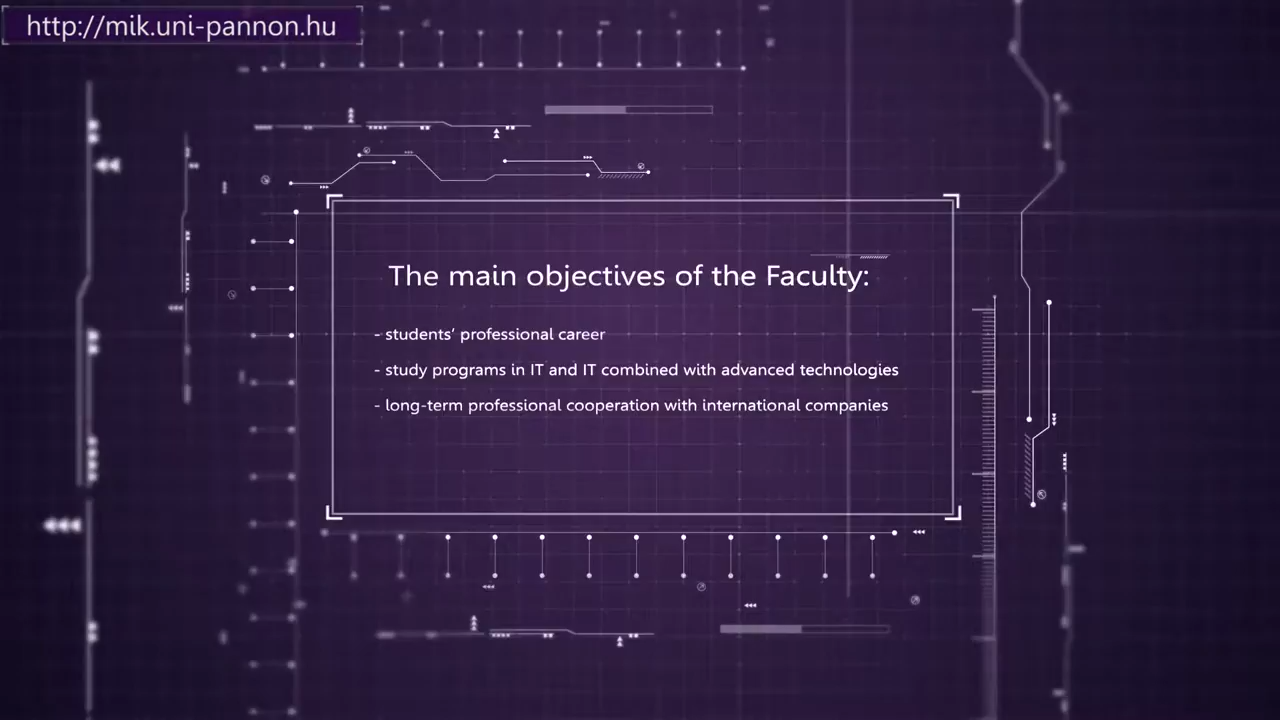 http://mik.uni-pannon.hu
The main objectives of the Faculty:
- students' professional career
- study programs in IT and IT combined with advanced technologies
- long-term professional cooperation with international companies